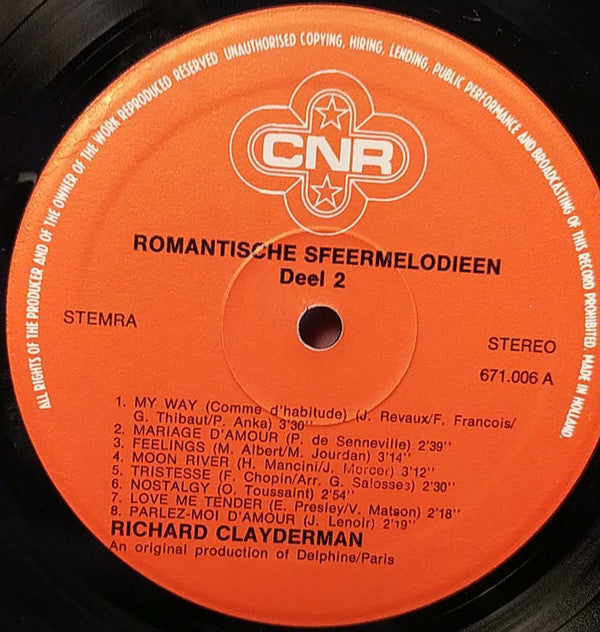 ALL RIGHTS OF THE PRODUCER AND OF THE OWNER OF THE WORK REPRODUCED RESERVED. UNAUTHORISED COPYING, HIRING, LENDING, PUBLIC PERFORMANCE AND BROADCASTING OF THIS RECORD PROHIBITED. MADE IN HOLLAND.
CNR
ROMANTISCHE SFEERMELODIEEN
Deel 2
STEMRA
STEREO
671.006 A
1. MY WAY (Comme d'habitude) (J. Revaux/F. Francois/
G. Thibaut/P. Anka) 3'30''
2. MARIAGE D'AMOUR (P. de Senneville) 2'39''
3. FEELINGS (M. Albert/M. Jourdan) 3'14''
4. MOON RIVER (H. Mancini/J. Mercer) 3'12''
5. TRISTESSE (F. Chopin/Arr. G. Salesses) 2'30''
6. NOSTALGY (O. Toussaint) 2'54''
7. LOVE ME TENDER (E. Presley/V. Matson) 2'18''
8. PARLEZ-MOI D'AMOUR (J. Lenoir) 2'19''
RICHARD CLAYDERMAN
An original production of Delphine/Paris